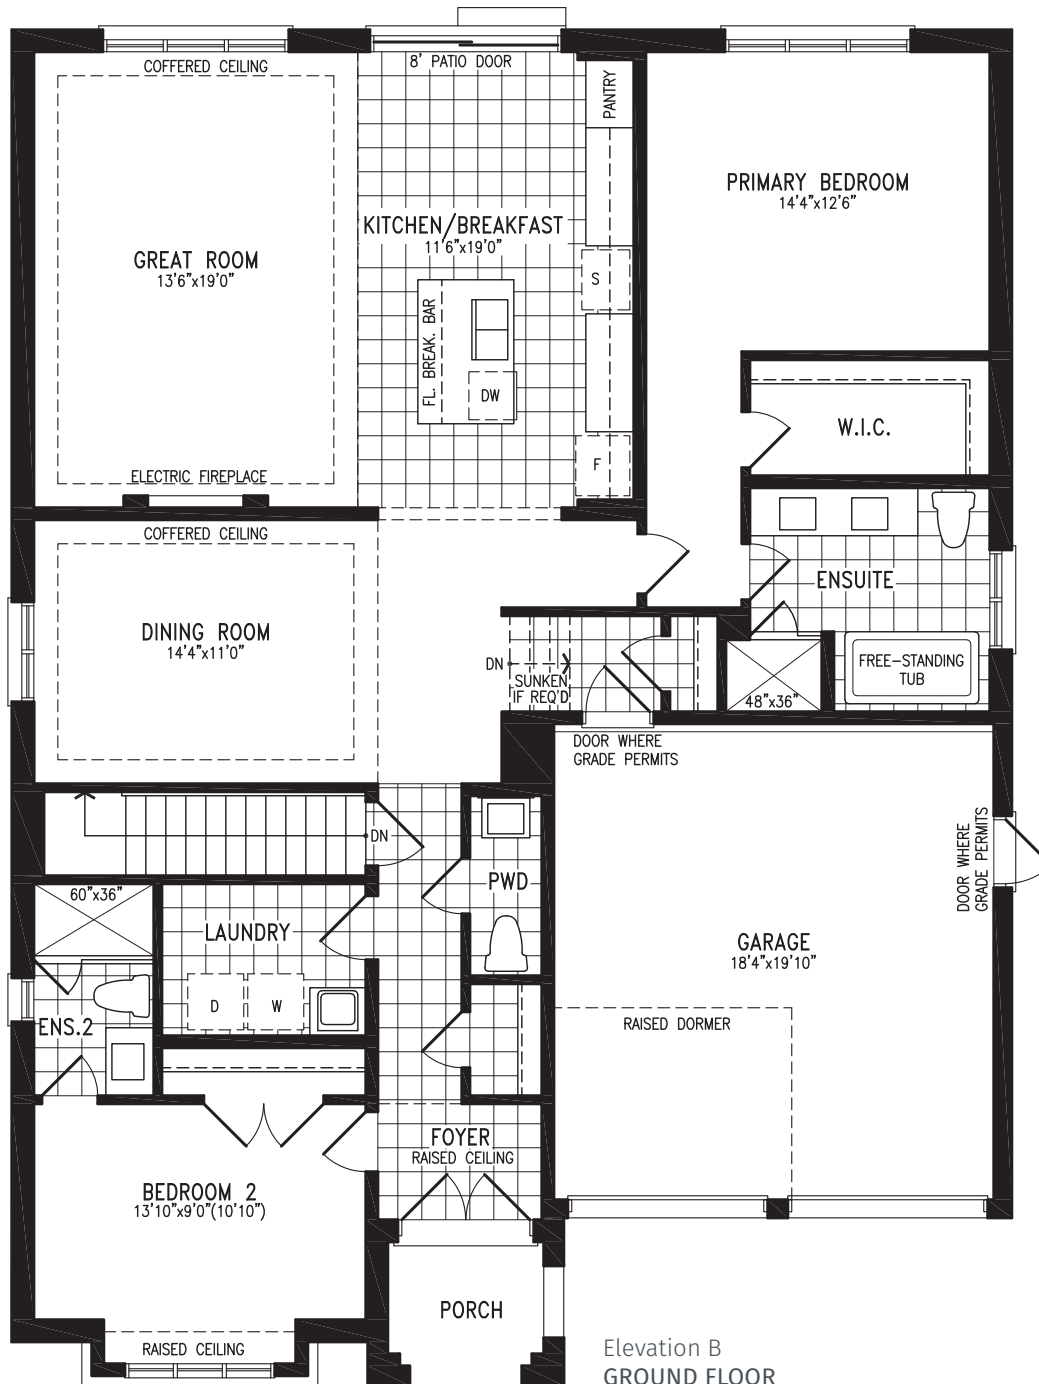 COFFERED CEILING
8' PATIO DOOR
PANTRY
PRIMARY BEDROOM
14'4"x12'6"
KITCHEN/BREAKFAST
11'6"x19'0"
GREAT ROOM
13'6"x19'0"
S
FL. BREAK. BAR
DW
W.I.C.
F
ELECTRIC FIREPLACE
COFFERED CEILING
ENSUITE
DINING ROOM
14'4"x11'0"
DN
SUNKEN
IF REQ'D
FREE-STANDING
TUB
48"x36"
DOOR WHERE
GRADE PERMITS
DN
DOOR WHERE
GRADE PERMITS
60"x36"
PWD
LAUNDRY
GARAGE
18'4"x19'10"
D
W
RAISED DORMER
ENS.2
FOYER
RAISED CEILING
BEDROOM 2
13'10"x9'0"(10'10")
PORCH
RAISED CEILING
Elevation B
GROUND FLOOR